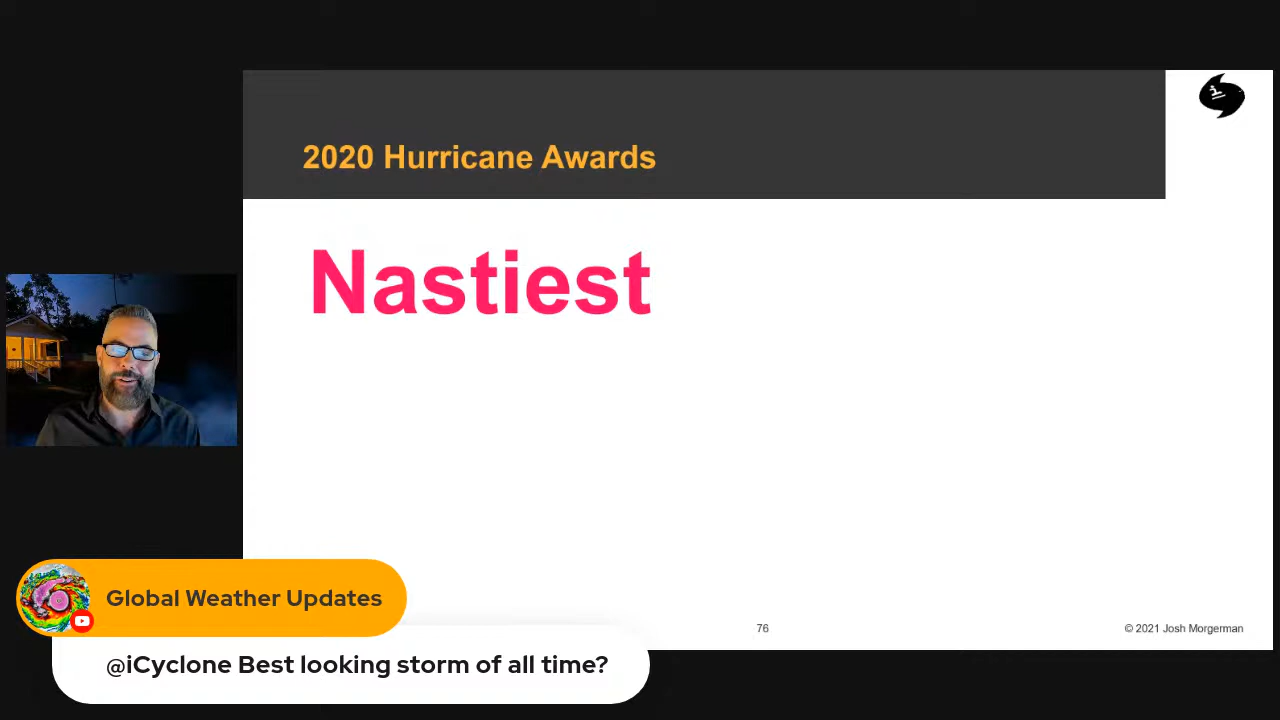 2020 Hurricane Awards
Nastiest
Global Weather Updates
76
© 2021 Josh Morgerman
@iCyclone Best looking storm of all time?